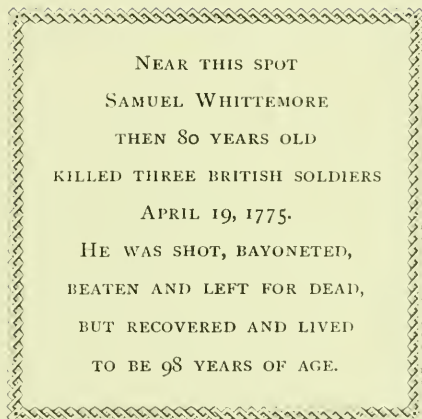 Near this spot
Samuel Whittemore
then 80 years old
killed three British soldiers
April 19, 1775.
He was shot, bayoneted,
beaten and left for dead,
but recovered and lived
to be 98 years of age.